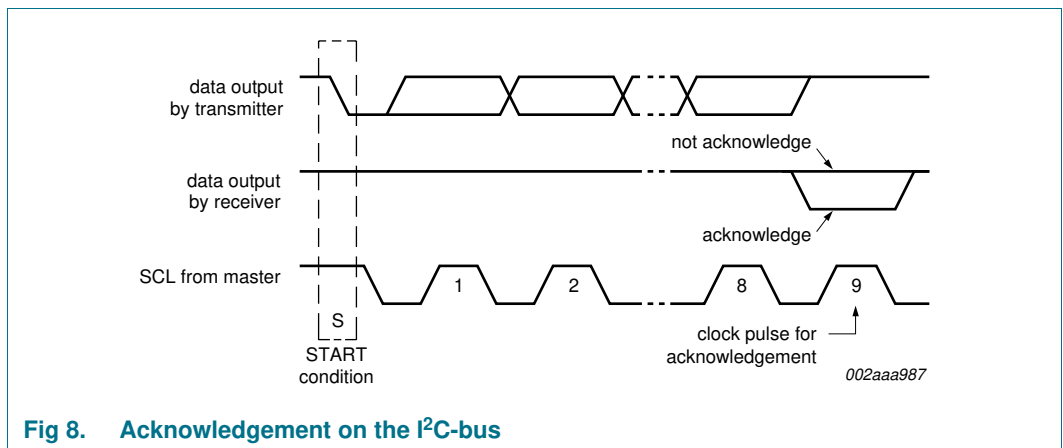 data output
by transmitter
not acknowledge
data output
by receiver
acknowledge
SCL from master
1
2
8
9
S
START
condition
clock pulse for
acknowledgement
002aaa987
Fig 8. Acknowledgement on the I²C-bus